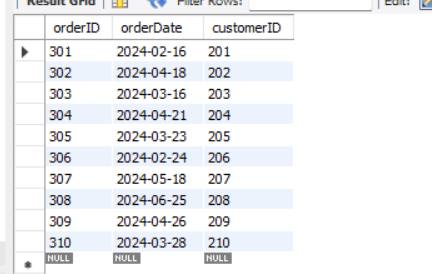 Result Grid Filter Rows: Edit:
orderID orderDate customerID
301 2024-02-16 201
302 2024-04-18 202
303 2024-03-16 203
304 2024-04-21 204
305 2024-03-23 205
306 2024-02-24 206
307 2024-05-18 207
308 2024-06-25 208
309 2024-04-26 209
310 2024-03-28 210
NULL NULL NULL